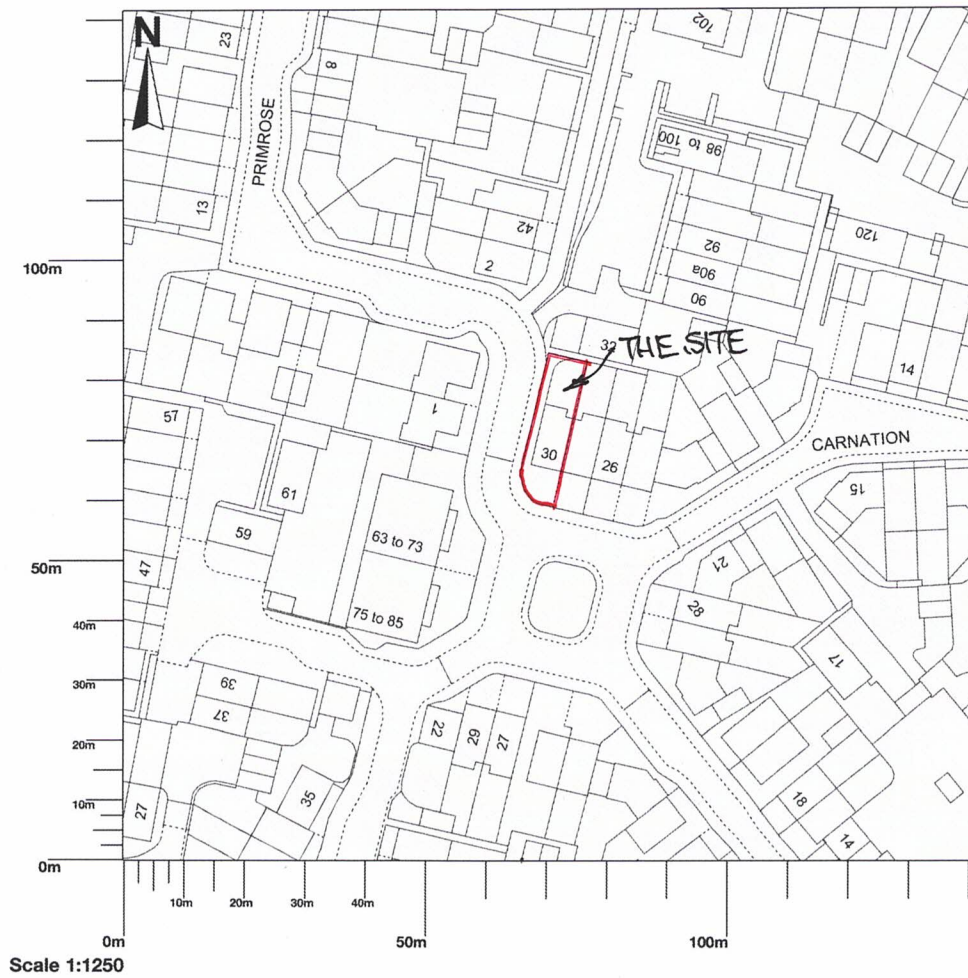 N
23
8
102
PRIMROSE
98 to 100
13
42
92
120
2
90a
90
100m
32
THE SITE
14
1
57
CARNATION
30
26
61
15
59
63 to 73
50m
47
21
75 to 85
28
40m
17
30m
39
37
22
29
27
20m
35
18
10m
27
14
0m
10m 20m 30m 40m
0m 50m 100m
Scale 1:1250